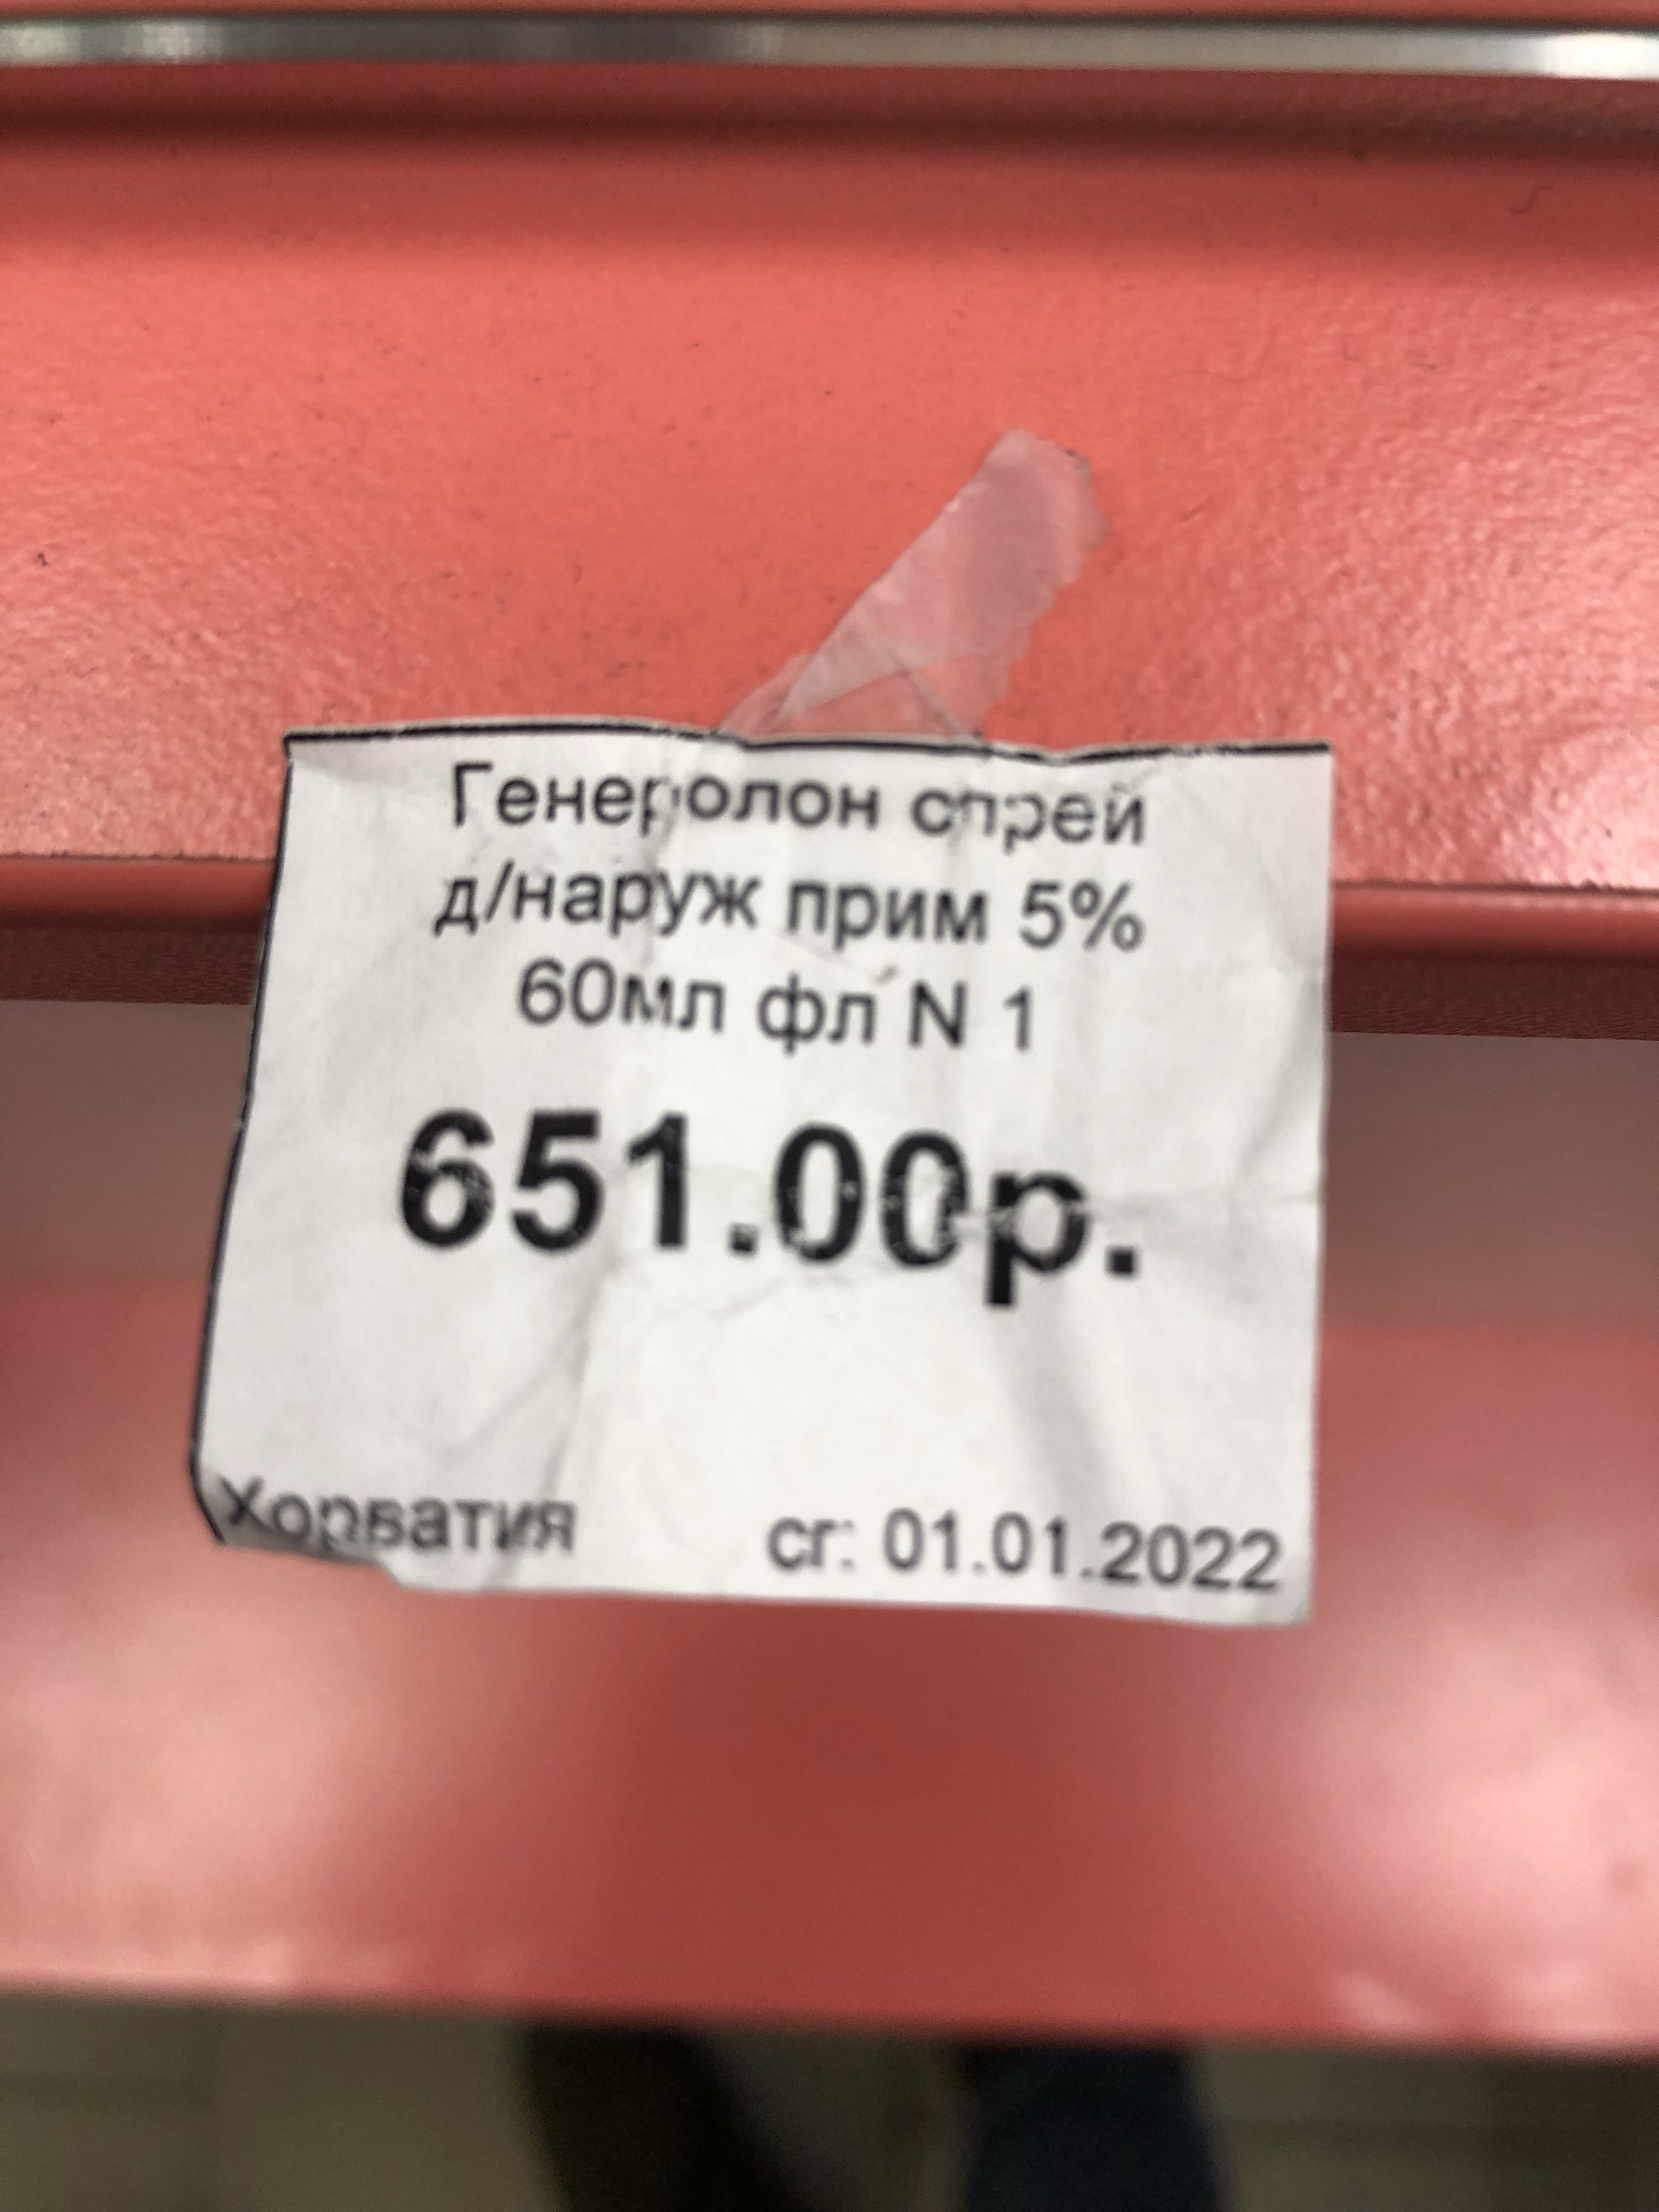 Генеролон спрей
д/наруж прим 5%
60мл фл N 1
651.00р.
Хорватия сг: 01.01.2022